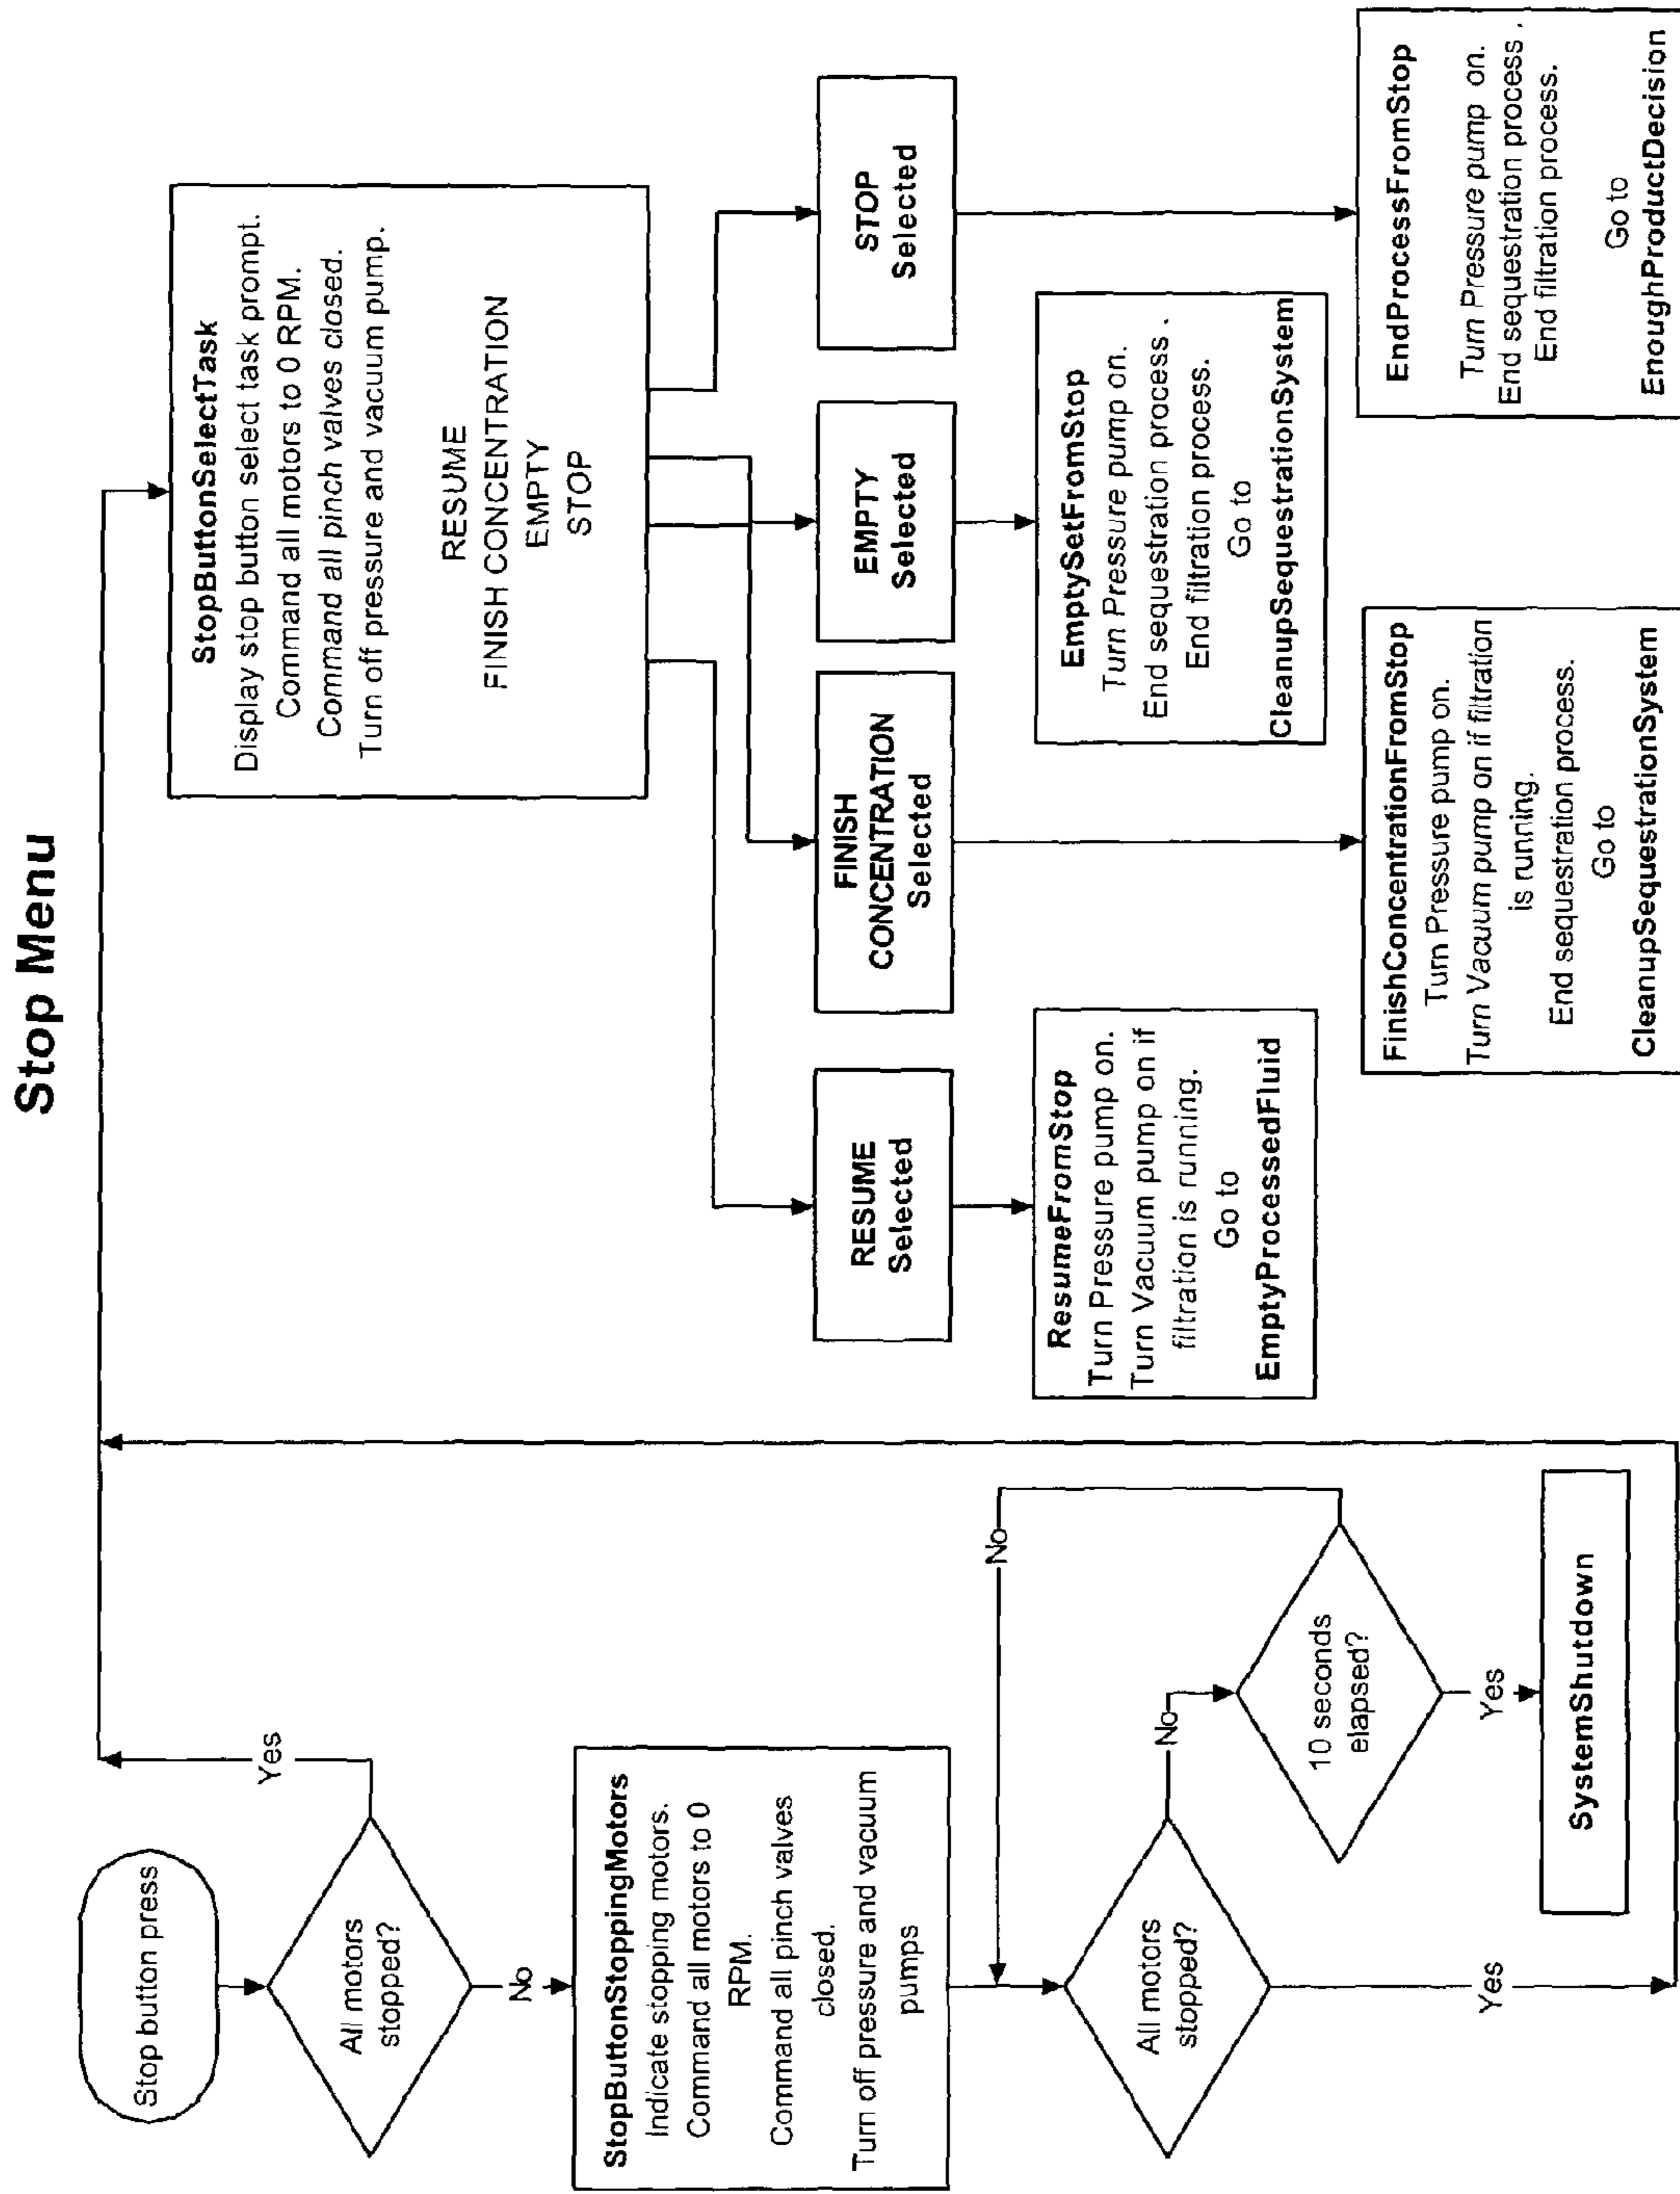 Stop Menu
Stop button press
All motors
stopped?
Yes
No
StopButtonStoppingMotors
Indicate stopping motors.
Command all motors to 0
RPM.
Command all pinch valves
closed.
Turn off pressure and vacuum
pumps
All motors
stopped?
No
Yes
10 seconds
elapsed?
No
Yes
SystemShutdown
StopButtonSelectTask
Display stop button select task prompt.
Command all motors to 0 RPM.
Command all pinch valves closed.
Turn off pressure and vacuum pump.
RESUME
FINISH CONCENTRATION
EMPTY
STOP
RESUME
Selected
FINISH
CONCENTRATION
Selected
EMPTY
Selected
STOP
Selected
ResumeFromStop
Turn Pressure pump on.
Turn Vacuum pump on if
filtration is running.
Go to
EmptyProcessedFluid
FinishConcentrationFromStop
Turn Pressure pump on.
Turn Vacuum pump on if filtration
is running.
End sequestration process.
Go to
CleanupSequestrationSystem
EmptySetFromStop
Turn Pressure pump on.
End sequestration process .
End filtration process.
Go to
CleanupSequestrationSystem
EndProcessFromStop
Turn Pressure pump on.
End sequestration process .
End filtration process.
Go to
EnoughProductDecision